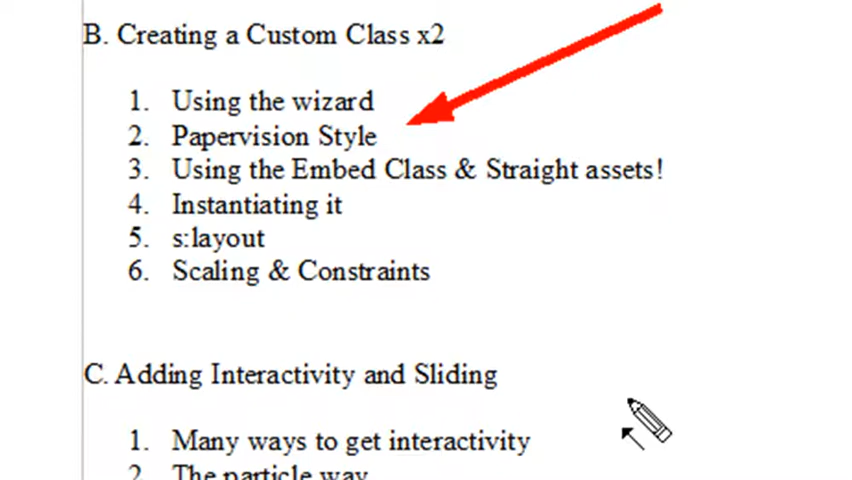 B. Creating a Custom Class x2
1. Using the wizard
2. Papervision Style
3. Using the Embed Class & Straight assets!
4. Instantiating it
5. s:layout
6. Scaling & Constraints
C. Adding Interactivity and Sliding
1. Many ways to get interactivity
2. The particle way